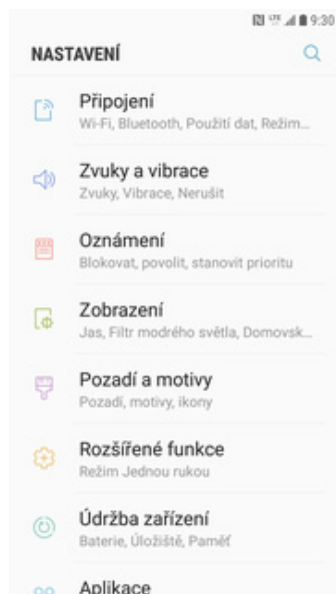 LTE 9:30
NASTAVENÍ
Připojení
Wi-Fi, Bluetooth, Použití dat, Režim...
Zvuky a vibrace
Zvuky, Vibrace, Nerušit
Oznámení
Blokovat, povolit, stanovit prioritu
Zobrazení
Jas, Filtr modrého světla, Domovsk...
Pozadí a motivy
Pozadí, motivy, ikony
Rozšířené funkce
Režim Jednou rukou
Údržba zařízení
Baterie, Úložiště, Paměť
Aplikace